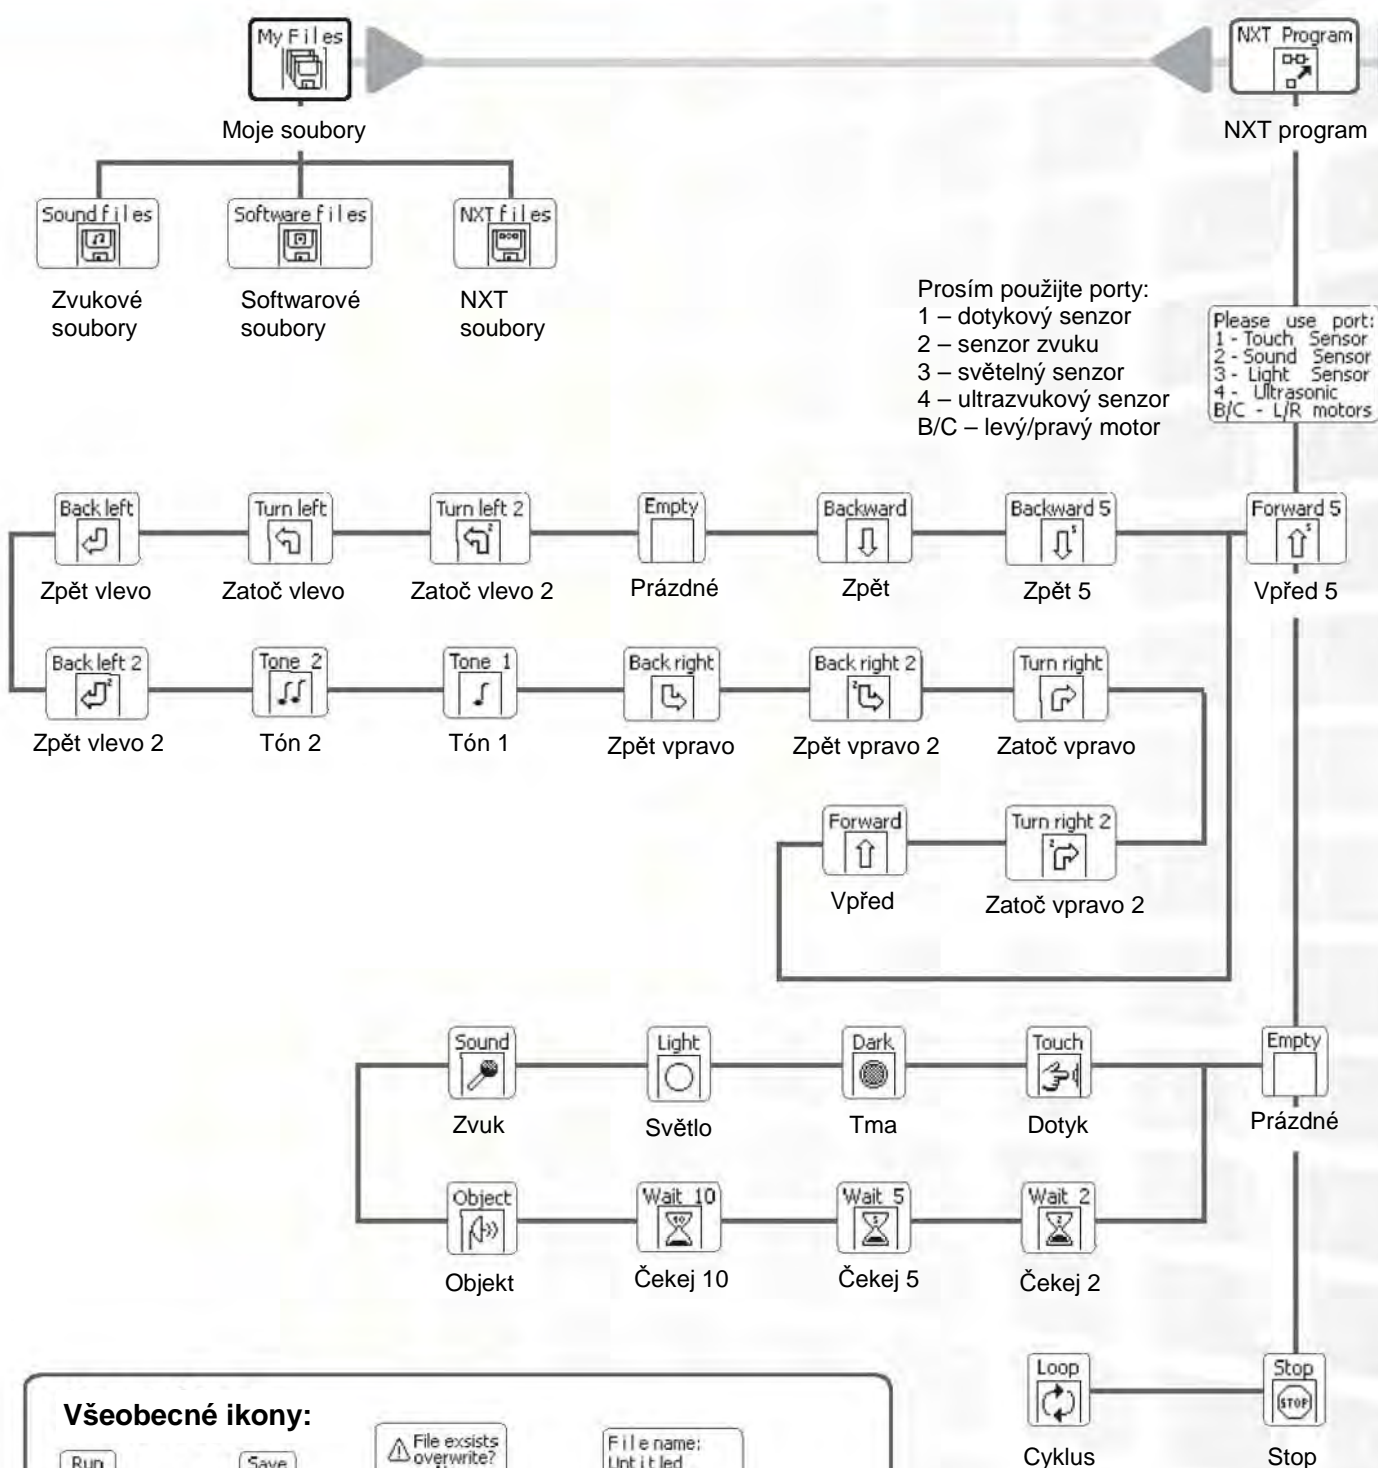 My Files
NXT Program
Moje soubory
NXT program
Sound files
Software files
NXT files
Zvukové
soubory
Softwarové
soubory
NXT
soubory
Prosím použijte porty:
1 – dotykový senzor
2 – senzor zvuku
3 – světelný senzor
4 – ultrazvukový senzor
B/C – levý/pravý motor
Please use port:
1 - Touch Sensor
2 - Sound Sensor
3 - Light Sensor
4 - Ultrasonic
B/C - L/R motors
Back left
Turn left
Turn left 2
Empty
Backward
Backward 5
Forward 5
Zpět vlevo
Zatoč vlevo
Zatoč vlevo 2
Prázdné
Zpět
Zpět 5
Vpřed 5
Back left 2
Tone 2
Tone 1
Back right
Back right 2
Turn right
Zpět vlevo 2
Tón 2
Tón 1
Zpět vpravo
Zpět vpravo 2
Zatoč vpravo
Forward
Turn right 2
Vpřed
Zatoč vpravo 2
Sound
Light
Dark
Touch
Empty
Zvuk
Světlo
Tma
Dotyk
Prázdné
Object
Wait 10
Wait 5
Wait 2
Objekt
Čekej 10
Čekej 5
Čekej 2
Loop
Stop
STOP
Cyklus
Stop
Všeobecné ikony:
Run
Save
File exsists
overwrite?
File name:
Untitled